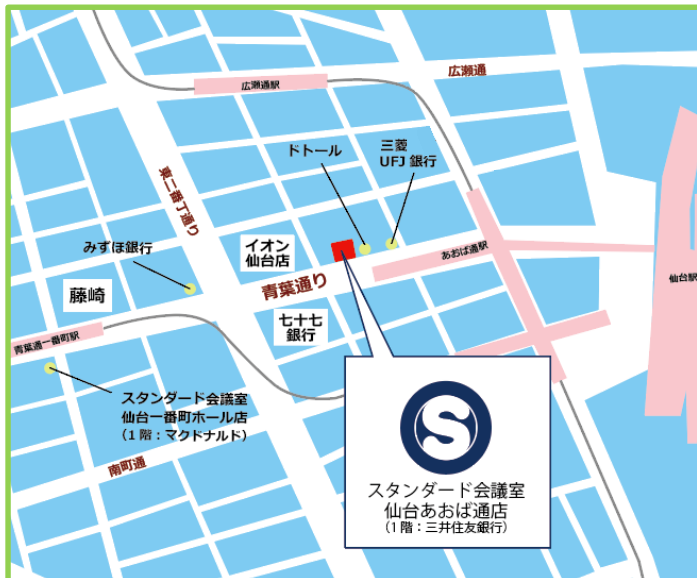 広瀬通
広瀬通駅
ドトール
三菱
UFJ 銀行
東二番丁通り
みずほ銀行
イオン
仙台店
あおば通駅
仙台駅
藤崎
青葉通り
七十七
銀行
青葉通一番町駅
スタンダード会議室
仙台一番町ホール店
(1 階:マクドナルド)
南町通
S
スタンダード会議室
仙台あおば通店
(1階:三井住友銀行)